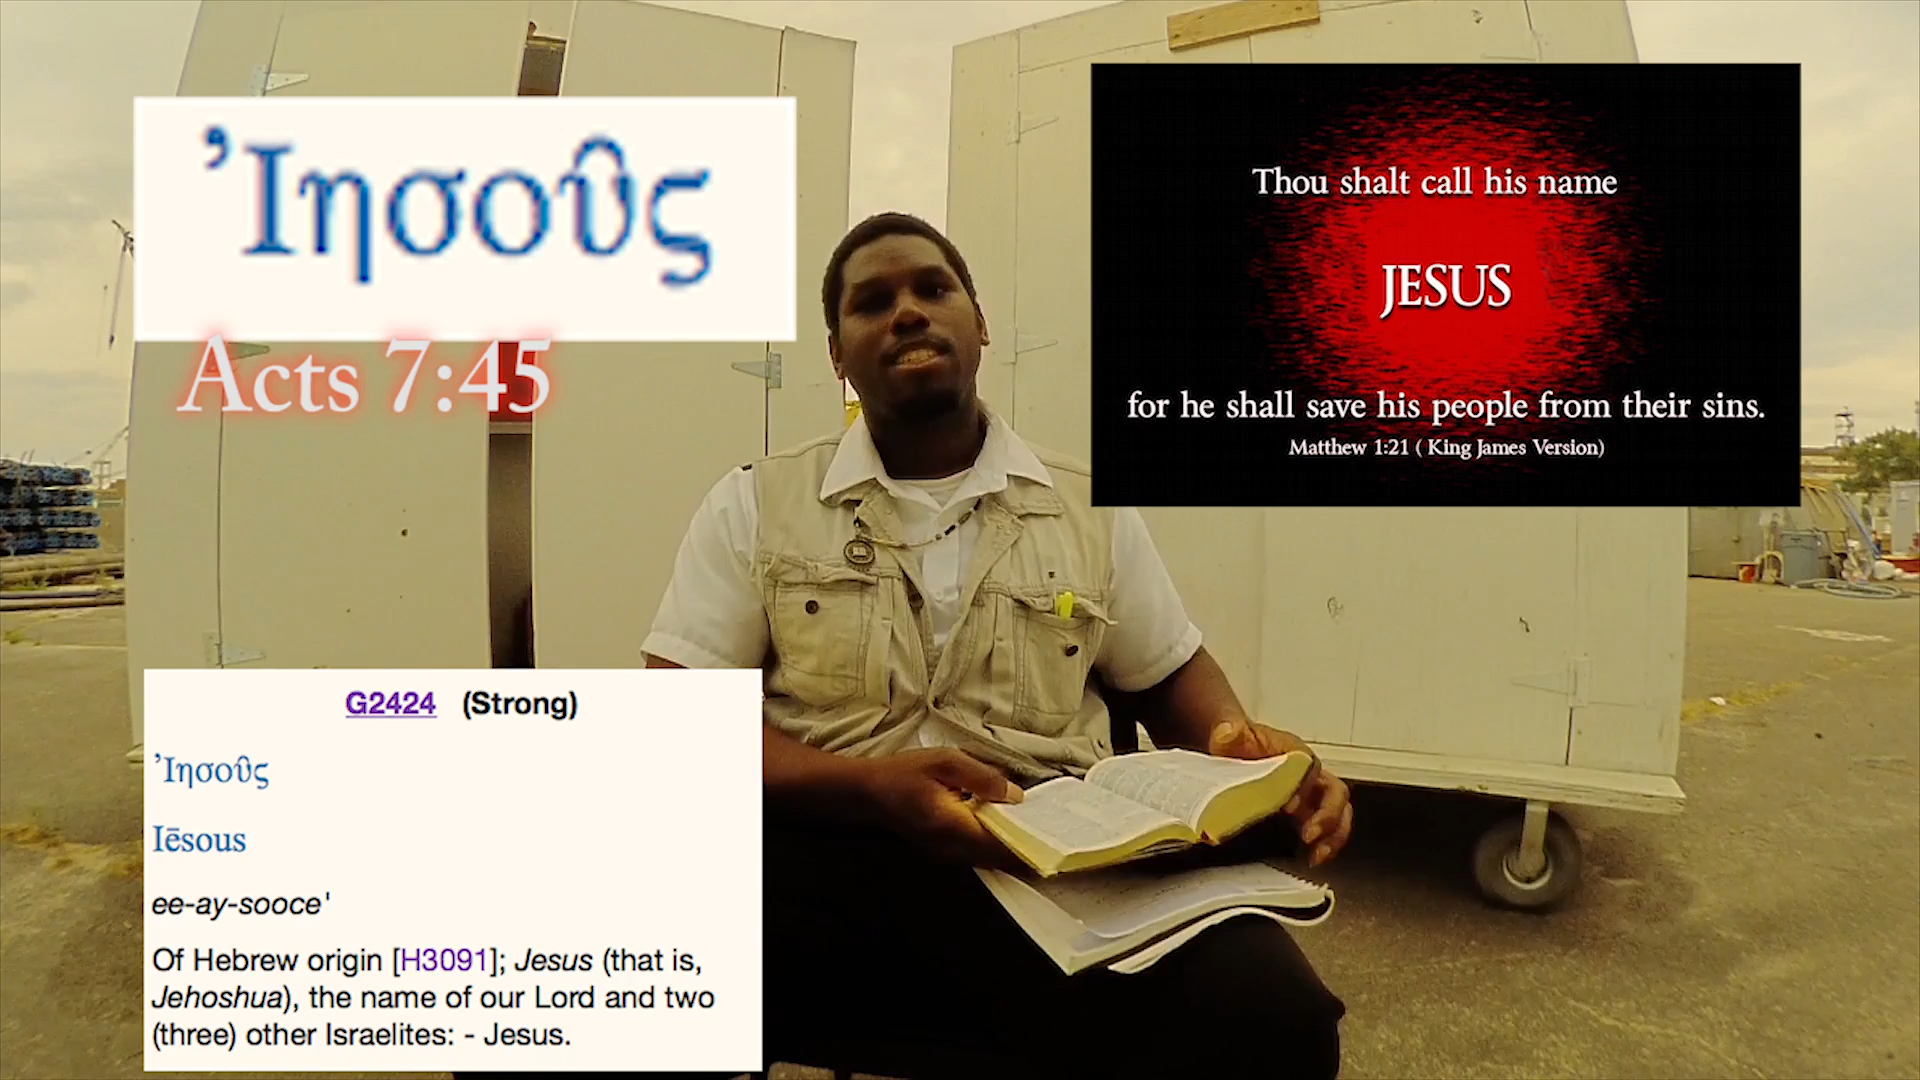 Ἰησοῦς
Acts 7:45
Thou shalt call his name
JESUS
for he shall save his people from their sins.
Matthew 1:21 ( King James Version)
G2424 (Strong)
Ἰησοῦς
Iēsous
ee-ay-sooce'
Of Hebrew origin [H3091]; Jesus (that is,
Jehoshua), the name of our Lord and two
(three) other Israelites: - Jesus.